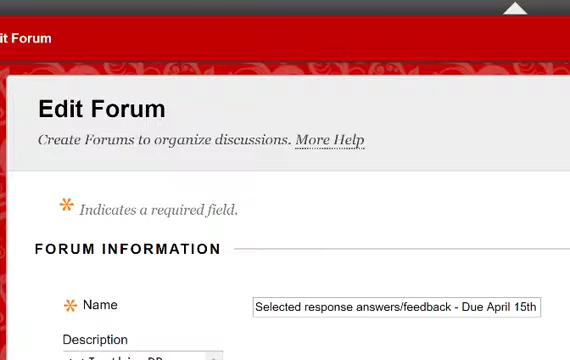 it Forum
Edit Forum
Create Forums to organize discussions. More Help
* Indicates a required field.
FORUM INFORMATION
* Name
Selected response answers/feedback - Due April 15th
Description